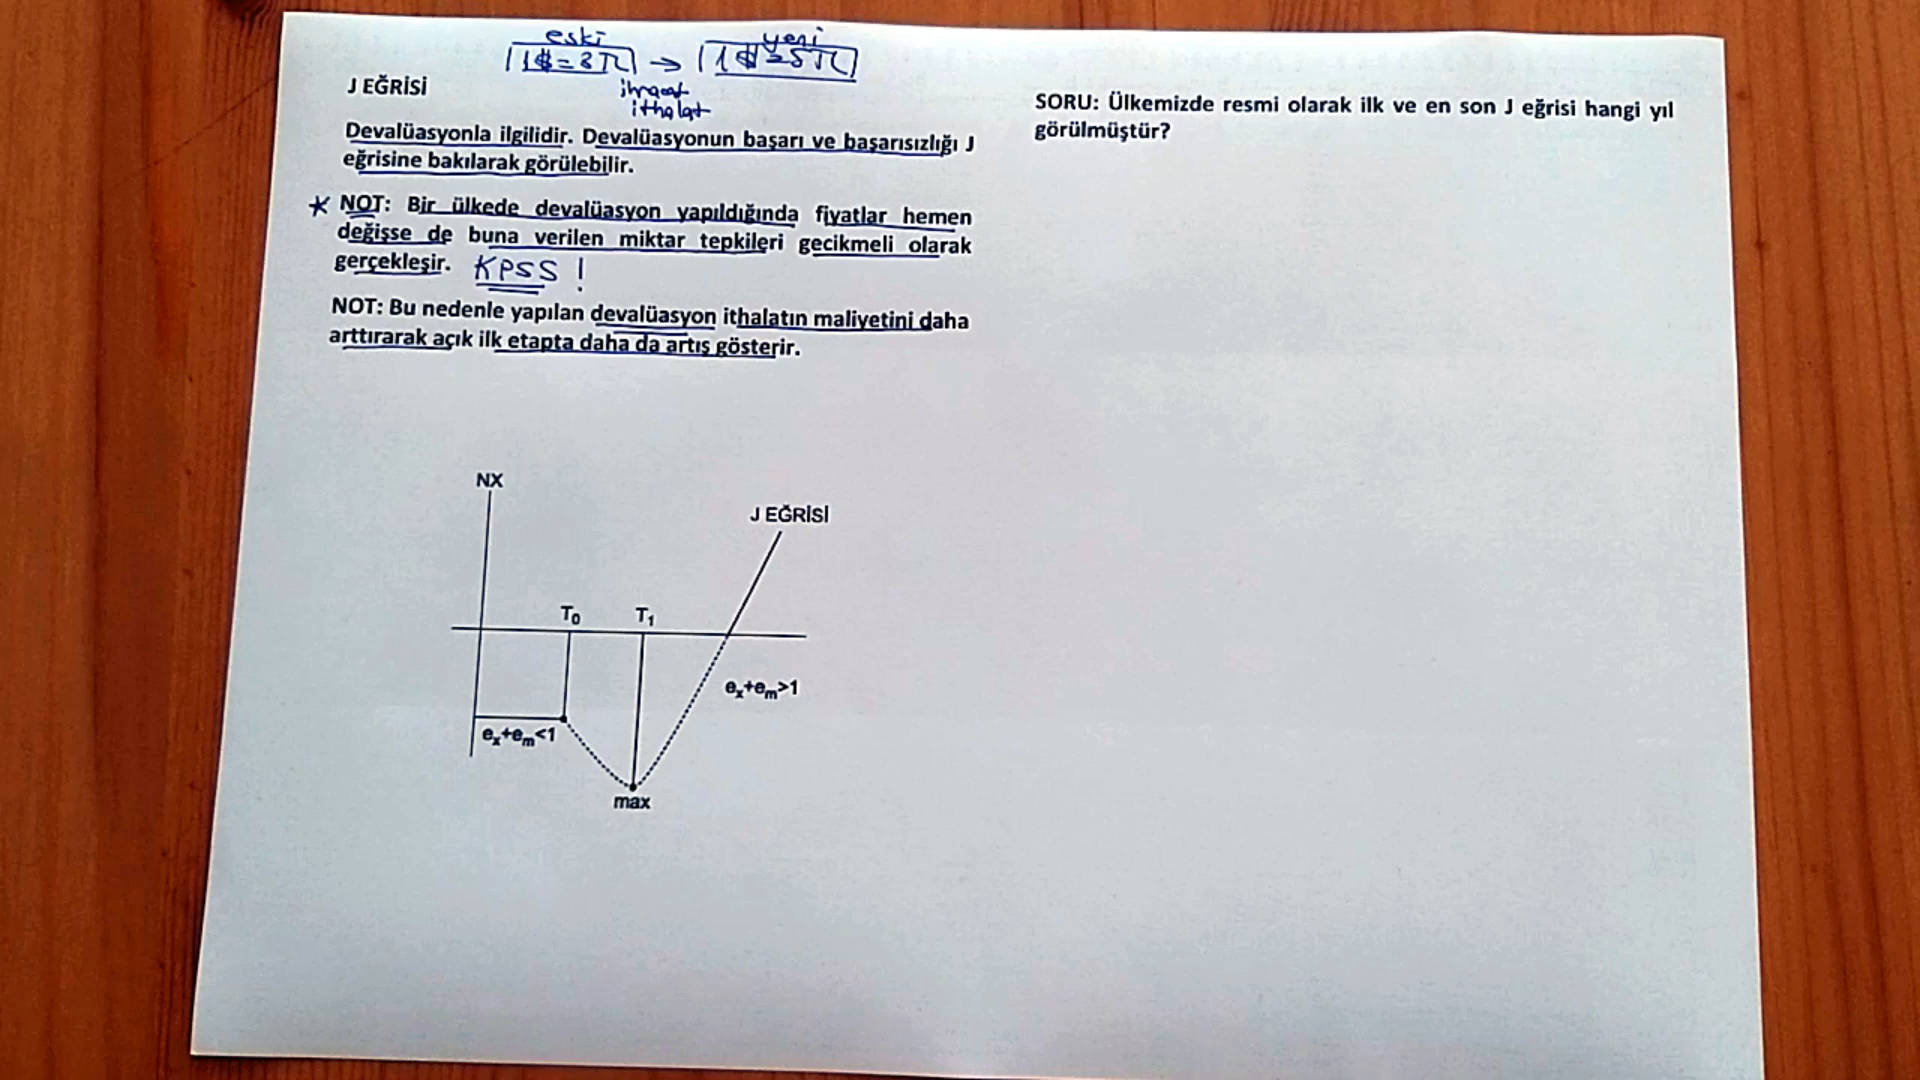 eski yeni
1$=3TL → 1$=5TL
ihracat
ithalat
J EĞRİSİ
Devalüasyonla ilgilidir. Devalüasyonun başarı ve başarısızlığı J
eğrisine bakılarak görülebilir.
* NOT: Bir ülkede devalüasyon yapıldığında fiyatlar hemen
değişse de buna verilen miktar tepkileri gecikmeli olarak
gerçekleşir. KPSS !
NOT: Bu nedenle yapılan devalüasyon ithalatın maliyetini daha
arttırarak açık ilk etapta daha da artış gösterir.
NX
J EĞRİSİ
T₀ T₁
eₓ+eₘ>1
eₓ+eₘ<1
max
SORU: Ülkemizde resmi olarak ilk ve en son J eğrisi hangi yıl
görülmüştür?